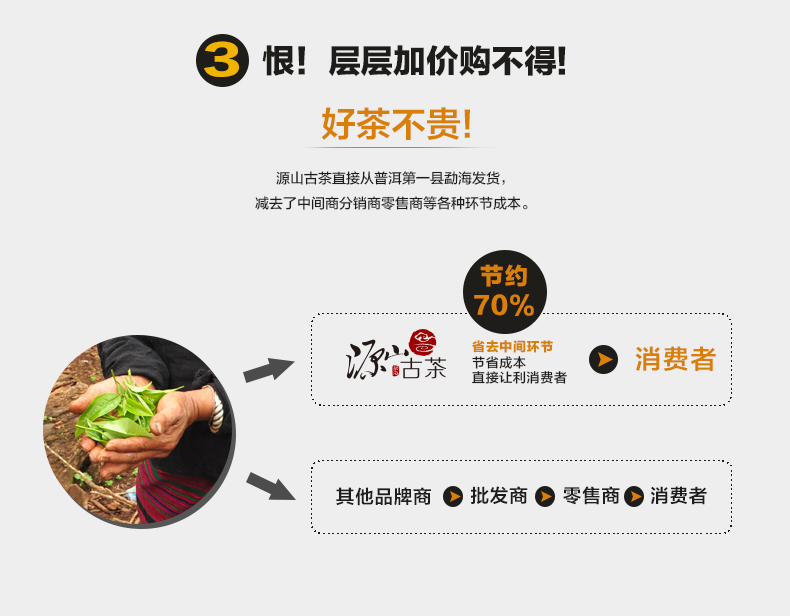 3 恨！层层加价购不得！
好茶不贵！
源山古茶直接从普洱第一县勐海发货，
减去了中间商分销商零售商等各种环节成本。
节约
70%
源山古茶
省去中间环节
节省成本
直接让利消费者
消费者
其他品牌商 批发商 零售商 消费者